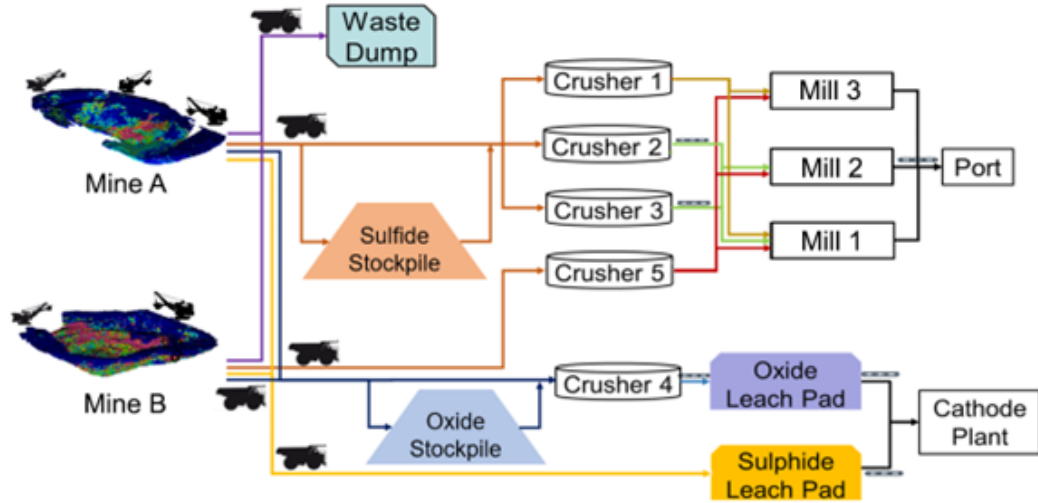 Waste
Dump
Mine A
Crusher 1
Crusher 2
Crusher 3
Crusher 5
Mill 3
Mill 2
Mill 1
Port
Sulfide
Stockpile
Mine B
Crusher 4
Oxide
Stockpile
Oxide
Leach Pad
Sulphide
Leach Pad
Cathode
Plant